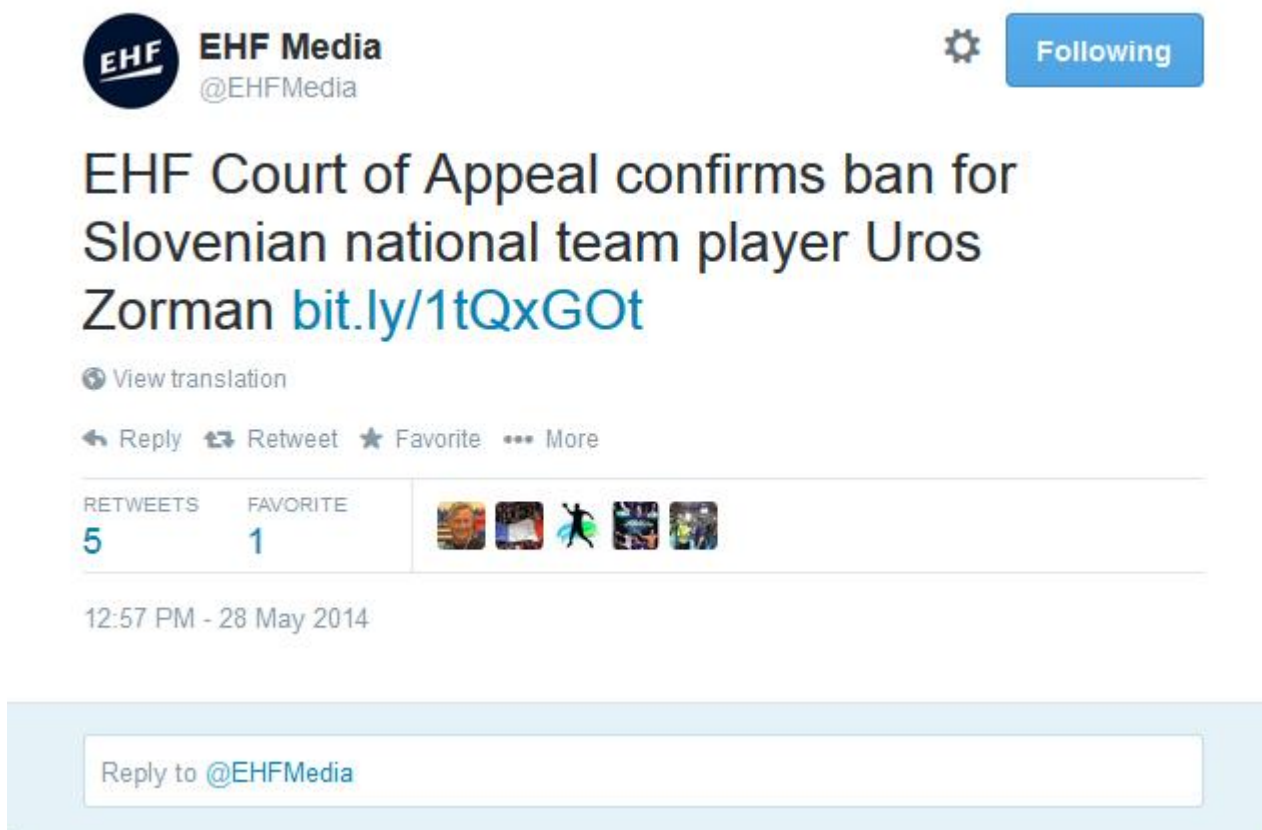 EHF
EHF Media
@EHFMedia
Following
EHF Court of Appeal confirms ban for
Slovenian national team player Uros
Zorman bit.ly/1tQxGOt
View translation
Reply Retweet Favorite More
RETWEETS FAVORITE
5 1
12:57 PM - 28 May 2014
Reply to @EHFMedia